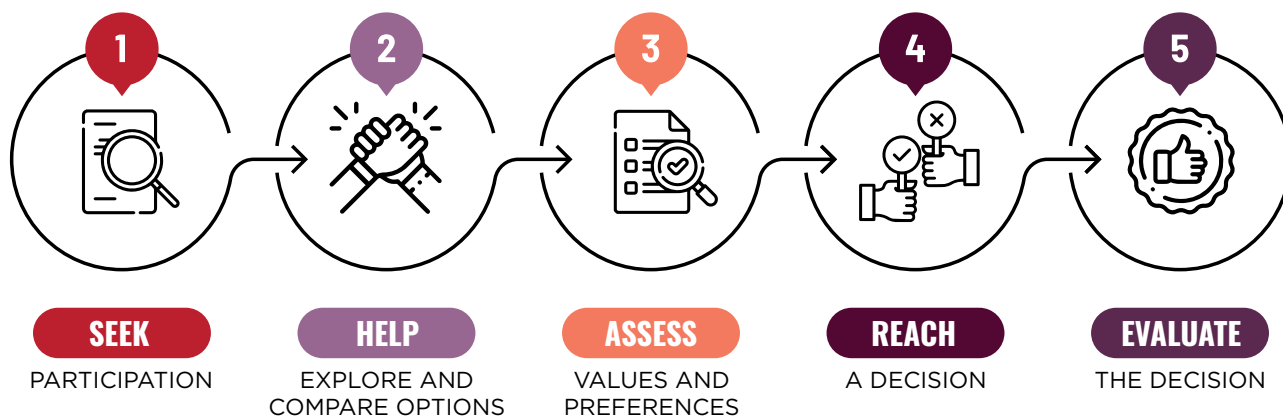 1
2
3
4
5
SEEK
PARTICIPATION
HELP
EXPLORE AND
COMPARE OPTIONS
ASSESS
VALUES AND
PREFERENCES
REACH
A DECISION
EVALUATE
THE DECISION